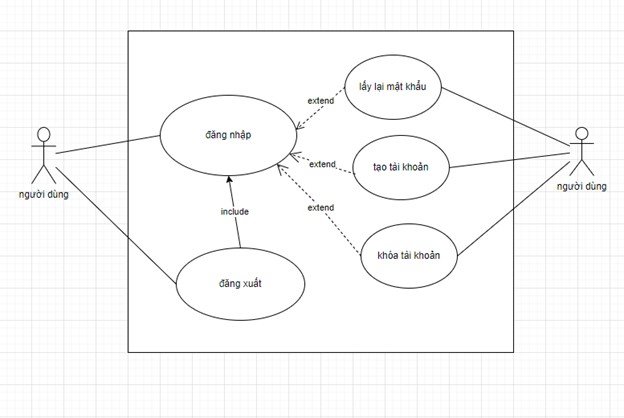 lấy lại mật khẩu
extend
đăng nhập
extend
tạo tài khoản
người dùng
người dùng
include
extend
khóa tài khoản
đăng xuất